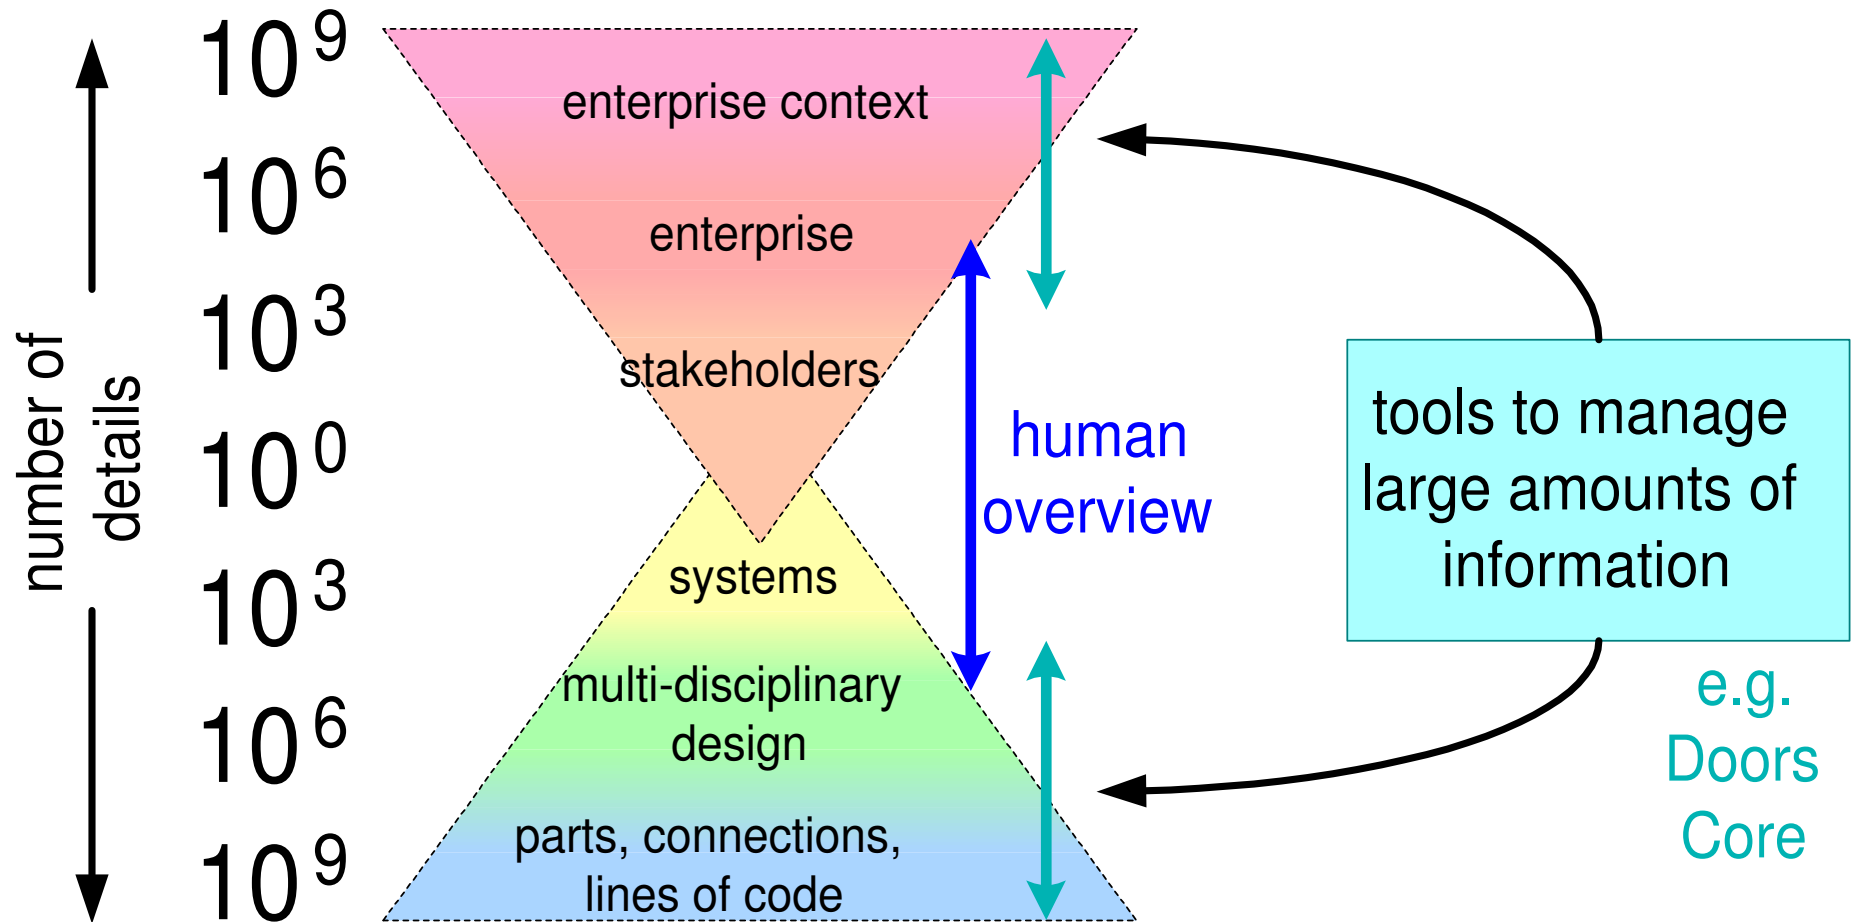 number of
details
10^9
10^6
10^3
10^0
10^3
10^6
10^9
enterprise context
enterprise
stakeholders
systems
multi-disciplinary
design
parts, connections,
lines of code
human
overview
tools to manage
large amounts of
information
e.g.
Doors
Core